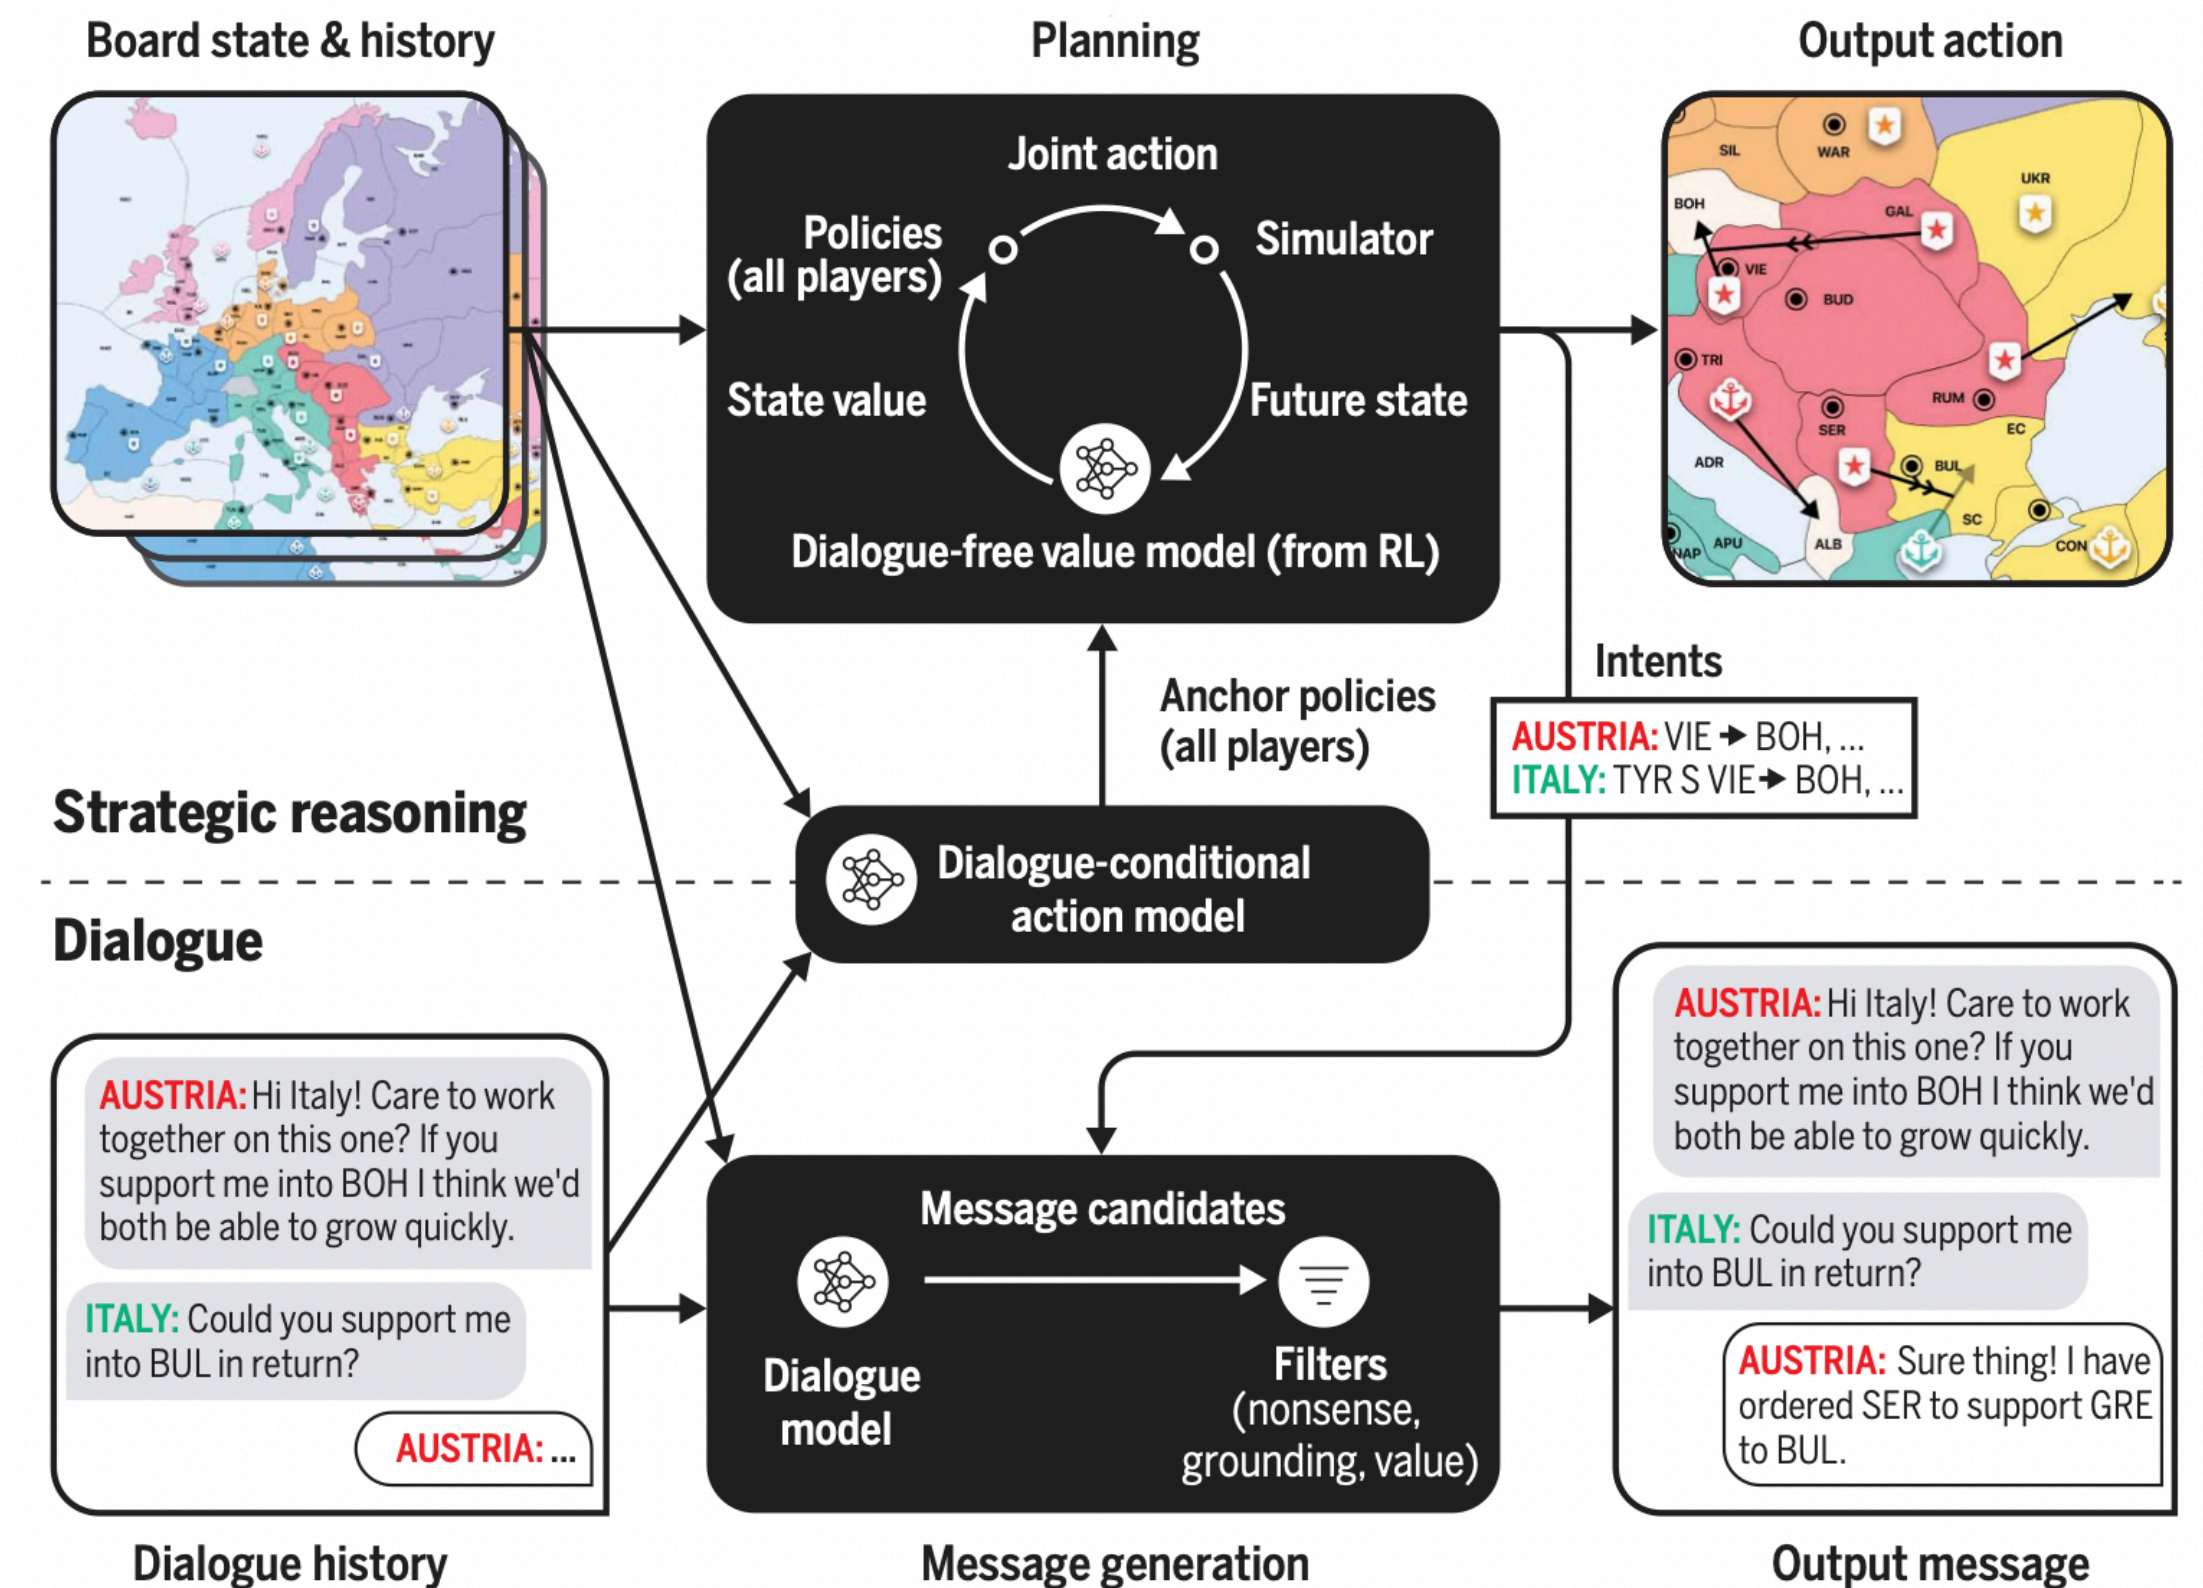 Board state & history
Planning
Output action
Joint action
Policies
(all players)
Simulator
State value
Future state
Dialogue-free value model (from RL)
SIL
WAR
UKR
BOH
GAL
VIE
BUD
TRI
RUM
SER
EC
ADR
BUL
SC
NAP
APU
ALB
CON
Anchor policies
(all players)
Intents
AUSTRIA: VIE → BOH, ...
ITALY: TYR S VIE → BOH, ...
Strategic reasoning
Dialogue-conditional
action model
Dialogue
AUSTRIA: Hi Italy! Care to work
together on this one? If you
support me into BOH I think we'd
both be able to grow quickly.
ITALY: Could you support me
into BUL in return?
AUSTRIA: ...
Dialogue history
Message candidates
Dialogue
model
Filters
(nonsense,
grounding, value)
Message generation
AUSTRIA: Hi Italy! Care to work
together on this one? If you
support me into BOH I think we'd
both be able to grow quickly.
ITALY: Could you support me
into BUL in return?
AUSTRIA: Sure thing! I have
ordered SER to support GRE
to BUL.
Output message